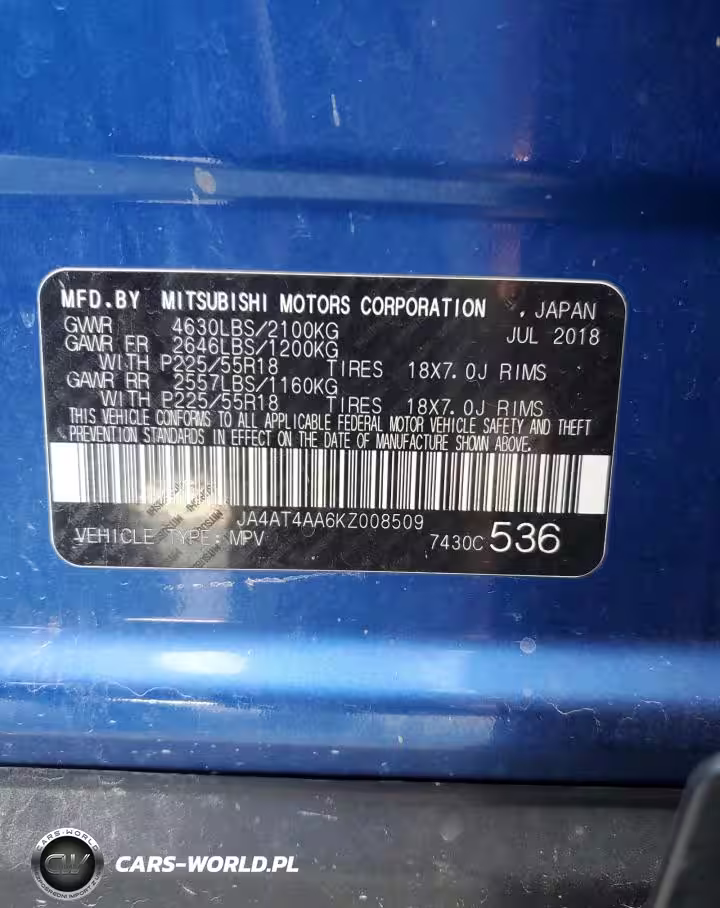 MFD.BY MITSUBISHI MOTORS CORPORATION , JAPAN
GVWR 4630LBS/2100KG JUL 2018
GAWR FR 2646LBS/1200KG
WITH P225/55R18 TIRES 18X7.0J RIMS
GAWR RR 2557LBS/1160KG
WITH P225/55R18 TIRES 18X7.0J RIMS
THIS VEHICLE CONFORMS TO ALL APPLICABLE FEDERAL MOTOR VEHICLE SAFETY AND THEFT
PREVENTION STANDARDS IN EFFECT ON THE DATE OF MANUFACTURE SHOWN ABOVE.
JA4AT4AA6KZ008509
VEHICLE TYPE: MPV 7430C 536
CARS-WORLD
CW
CARS-WORLD.PL